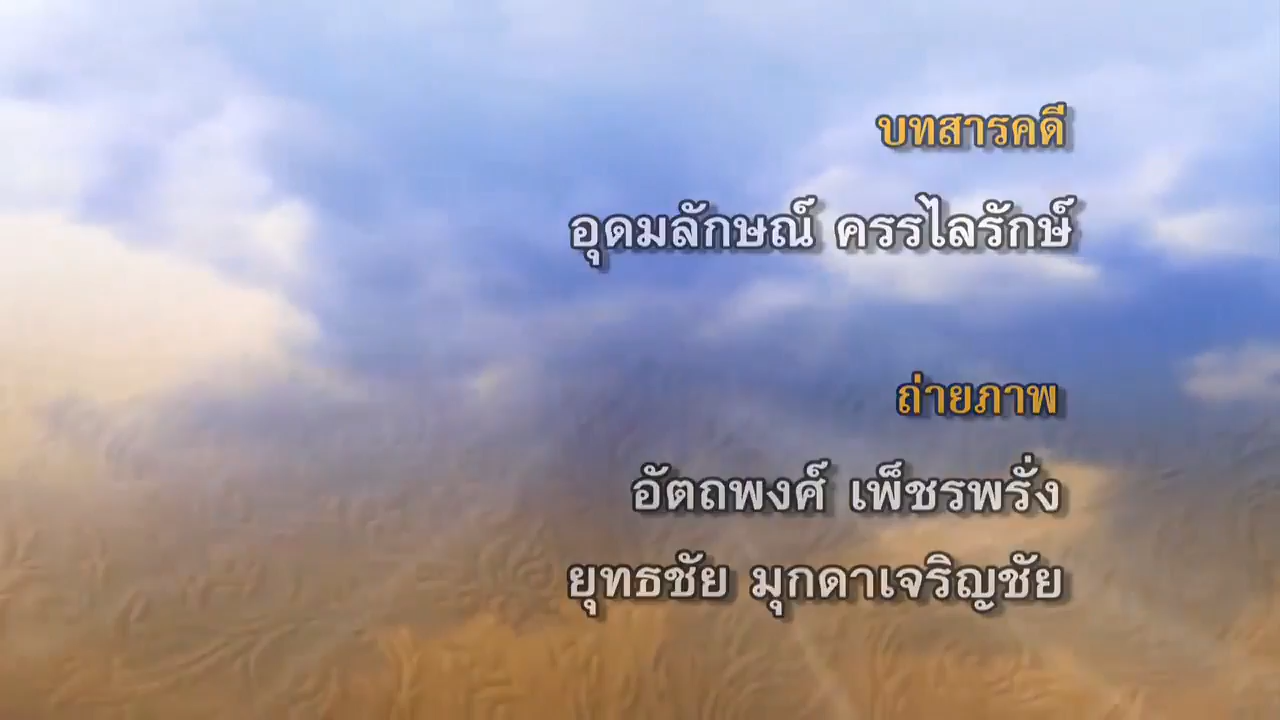 บทสารคดี
อุดมลักษณ์ ครรไลรักษ์
ถ่ายภาพ
อัตถพงศ์ เพ็ชรพรั่ง
ยุทธชัย มุกดาเจริญชัย